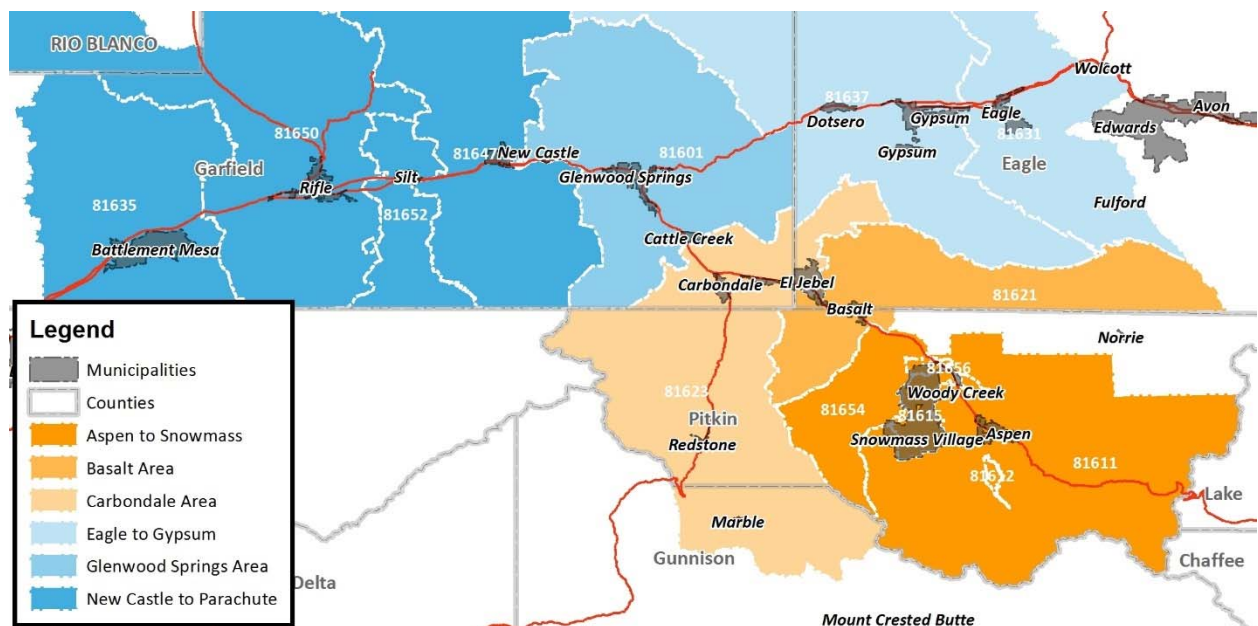 RIO BLANCO
Wolcott
81637
Avon
Dotsero
Gypsum
Eagle
Edwards
81650
81631
81647
New Castle
81601
Gypsum
Eagle
Garfield
Glenwood Springs
Silt
Rifle
81635
81652
Fulford
Battlement Mesa
Cattle Creek
Carbondale
El Jebel
81621
Basalt
Legend
Municipalities
Counties
Aspen to Snowmass
Basalt Area
Carbondale Area
Eagle to Gypsum
Glenwood Springs Area
New Castle to Parachute
Norrie
81656
81623
Woody Creek
81654
81615
Pitkin
Redstone
Snowmass Village
Aspen
81611
81612
Lake
Marble
Gunnison
Chaffee
Delta
Mount Crested Butte